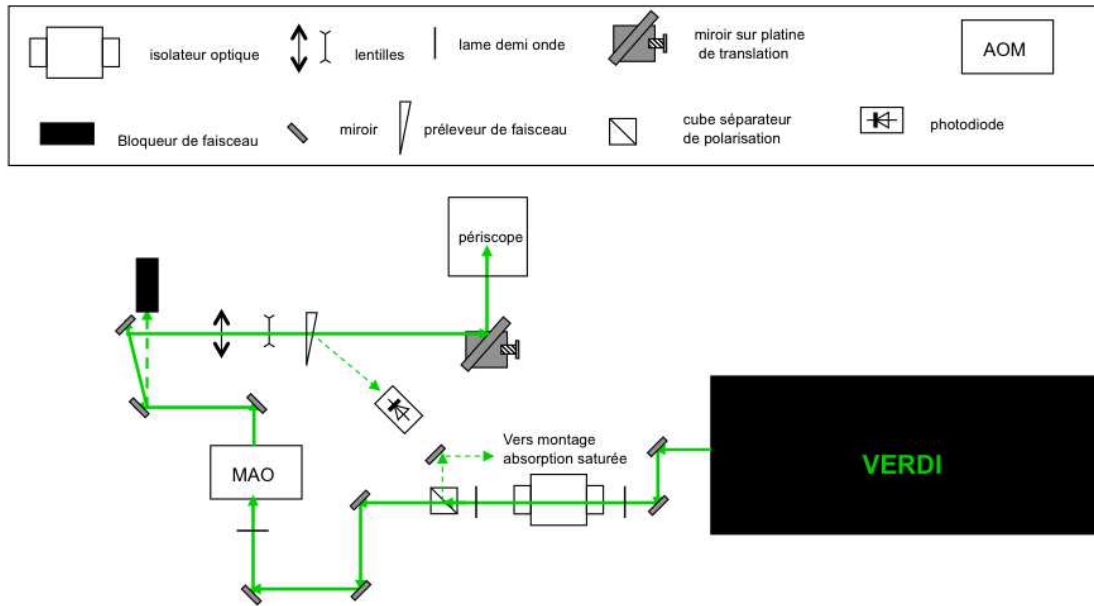 isolateur optique
lentilles
lame demi onde
miroir sur platine
de translation
AOM
Bloqueur de faisceau
miroir
préleveur de faisceau
cube séparateur
de polarisation
photodiode
périscope
MAO
Vers montage
absorption saturée
VERDI